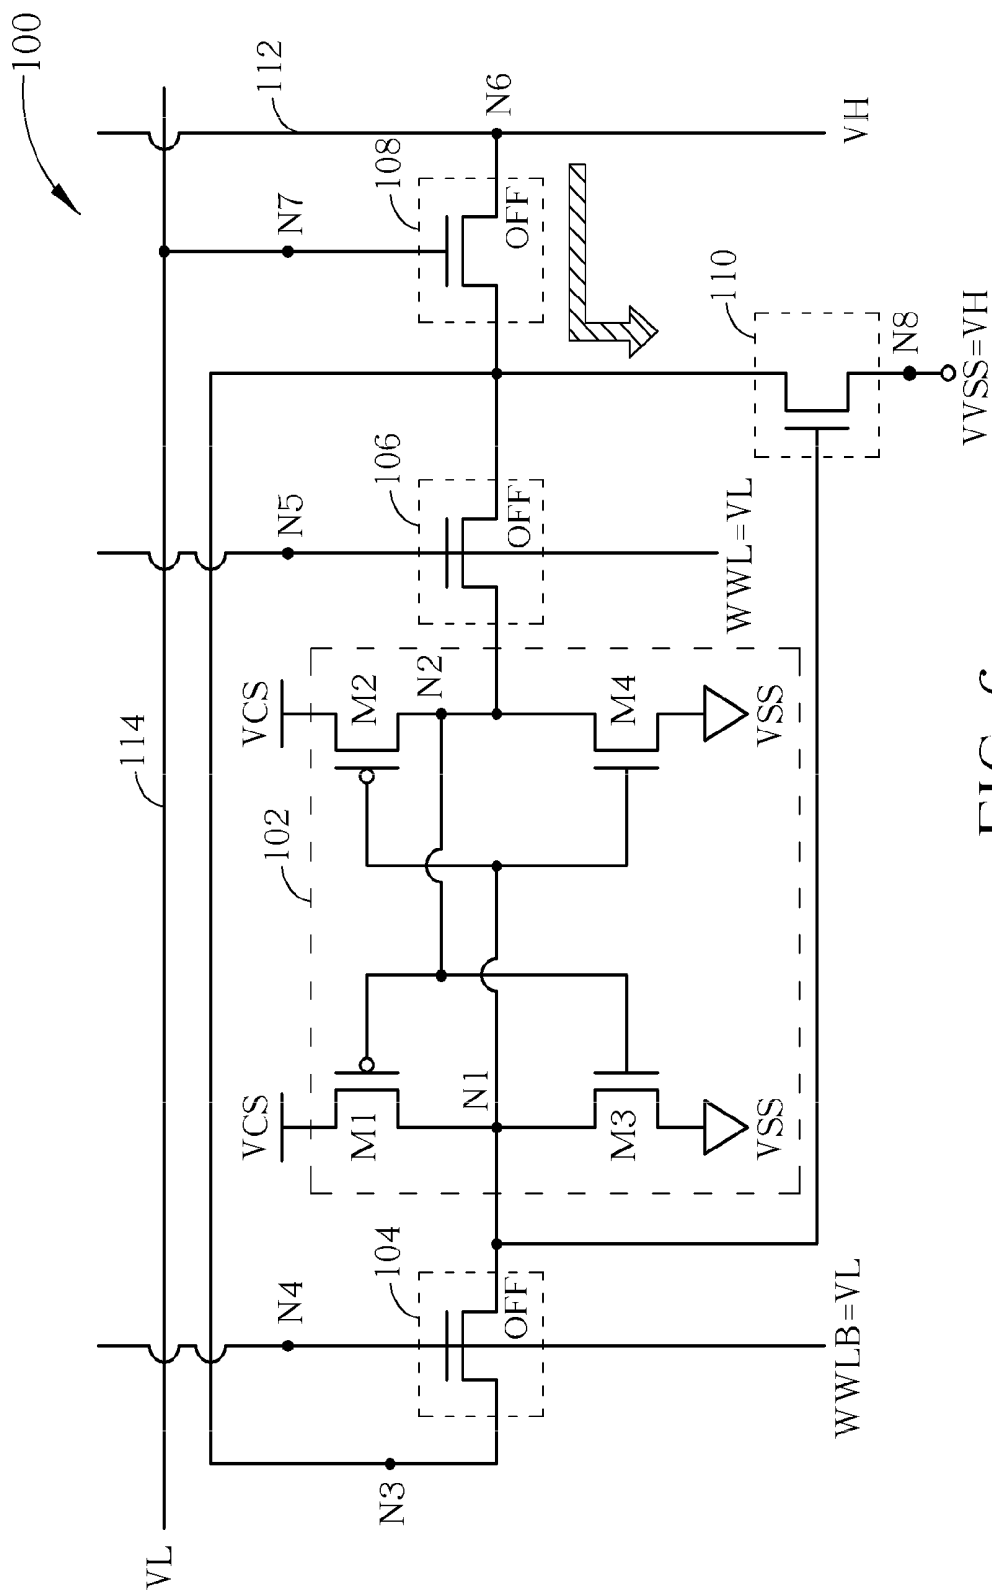 100
VL
114
112
N7
N6
108
OFF
VH
N5
106
OFF
110
N8
VVSS=VH
WWL=VL
102
VCS
M2
N2
M4
VSS
VCS
M1
N1
M3
VSS
N4
104
OFF
WWLB=VL
N3